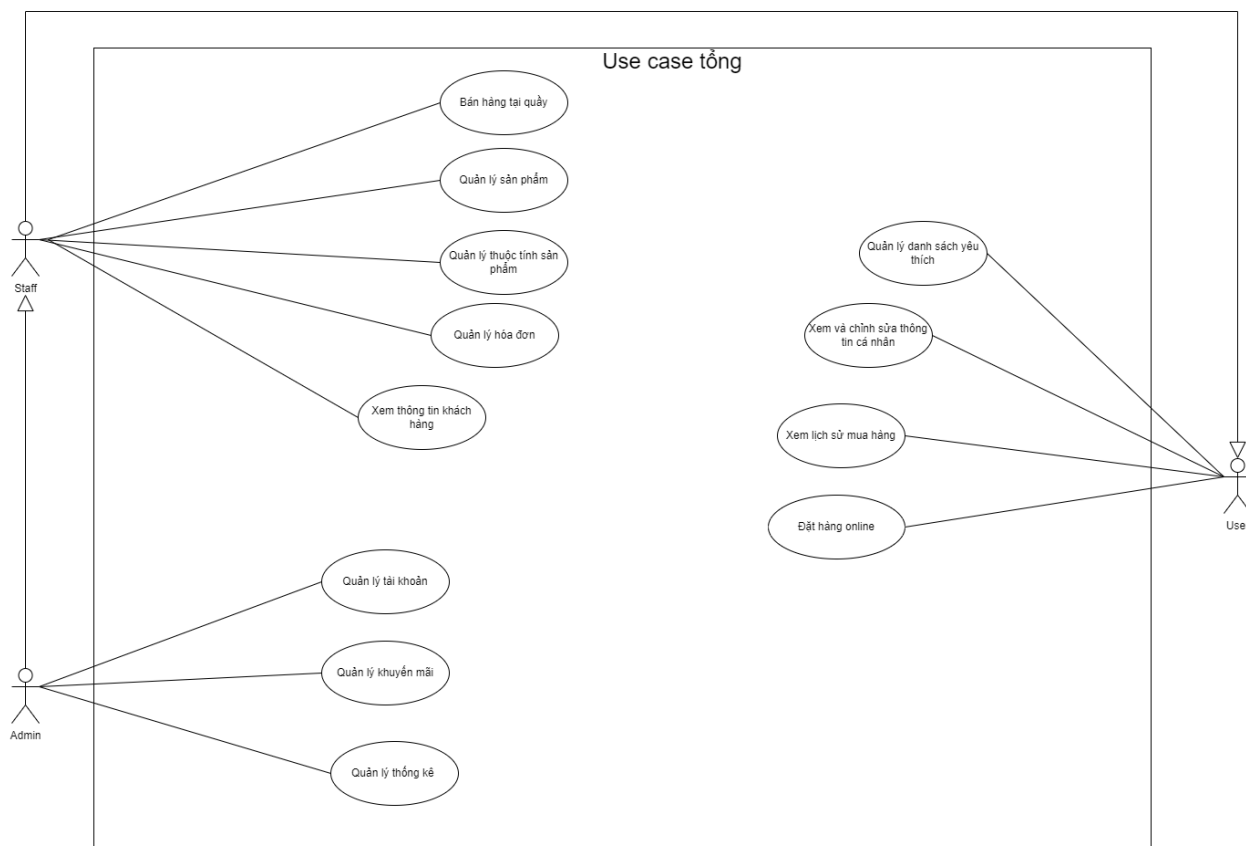 Use case tổng
Bán hàng tại quầy
Quản lý sản phẩm
Quản lý thuộc tính sản
phẩm
Quản lý hóa đơn
Xem thông tin khách
hàng
Staff
Quản lý danh sách yêu
thích
Xem và chỉnh sửa thông
tin cá nhân
Xem lịch sử mua hàng
Đặt hàng online
Use
Quản lý tài khoản
Quản lý khuyến mãi
Quản lý thống kê
Admin